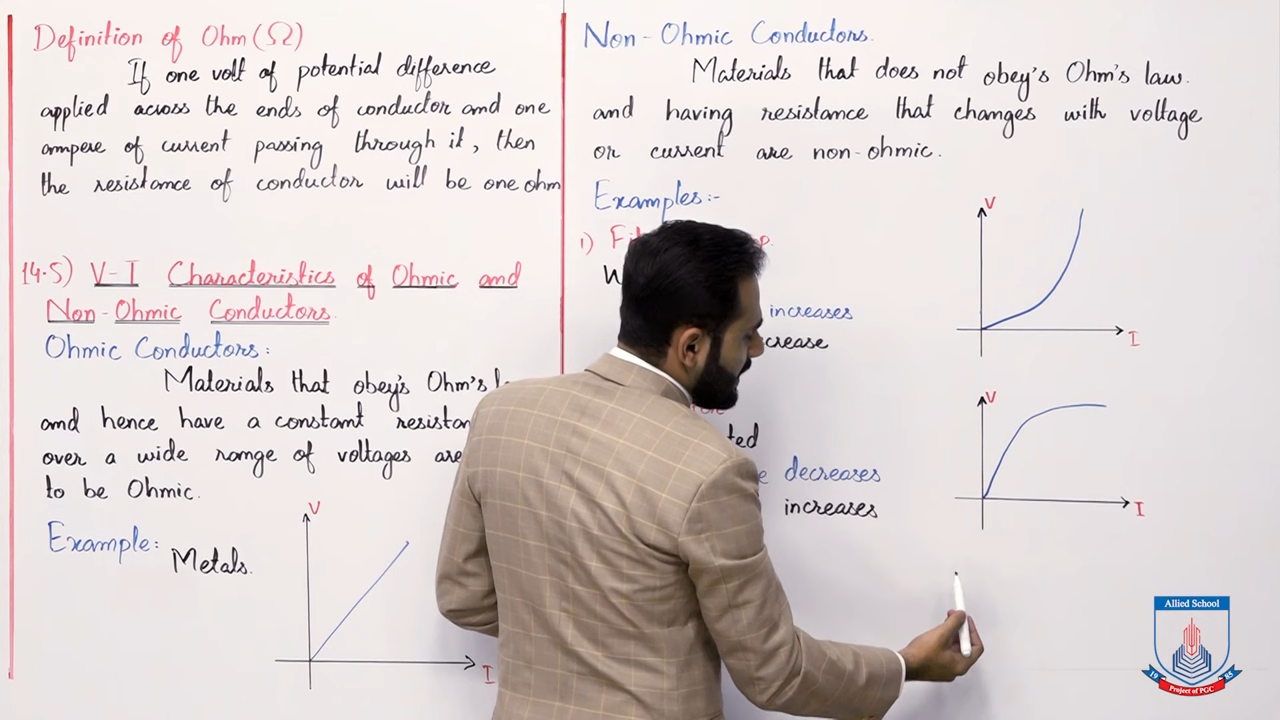 Definition of Ohm (Ω)
If one volt of potential difference
applied across the ends of conductor and one
ampere of current passing through it, then
the resistance of conductor will be one ohm
14.5) V-I Characteristics of Ohmic and
Non-Ohmic Conductors.
Ohmic Conductors:
Materials that obey's Ohm's
and hence have a constant
over a wide range of voltages are
to be Ohmic.
Example:
Metals.
V
I
Non-Ohmic Conductors.
Materials that does not obey's Ohm's law.
and having resistance that changes with voltage
or current are non-ohmic.
Examples:-
1)
increases
decreases
increases
V
I
V
I
Allied School
19 85
Project of PGC